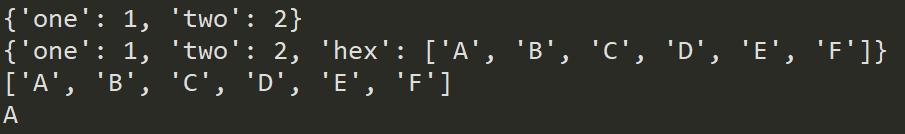 {'one': 1, 'two': 2}
{'one': 1, 'two': 2, 'hex': ['A', 'B', 'C', 'D', 'E', 'F']}
['A', 'B', 'C', 'D', 'E', 'F']
A